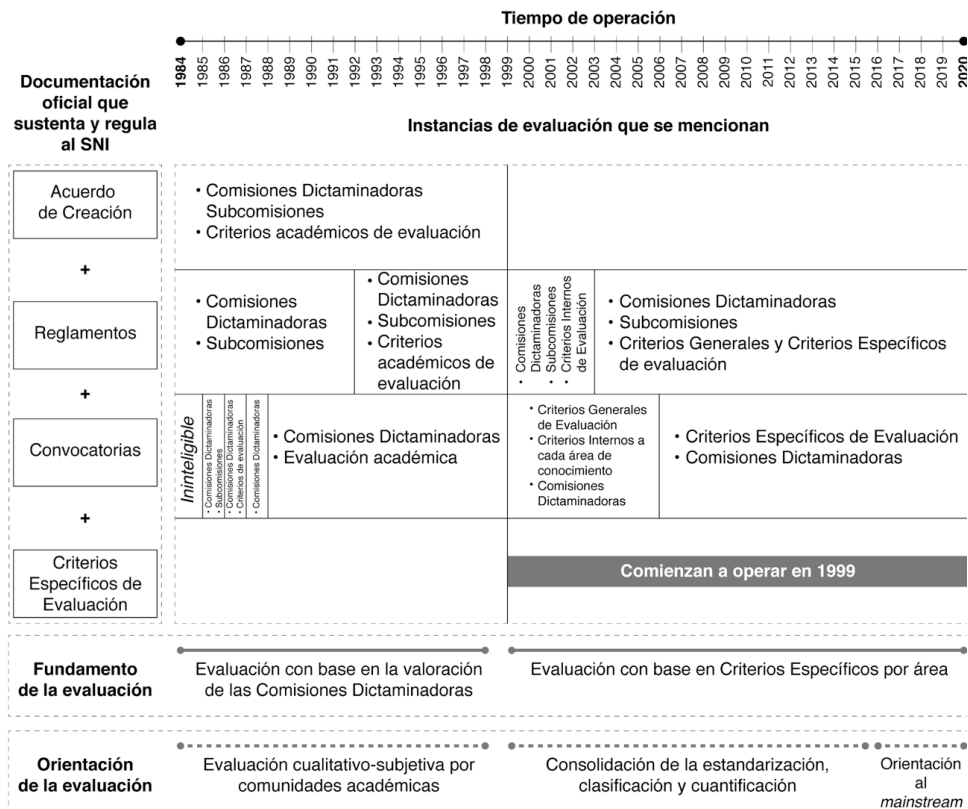 Tiempo de operación
1984 1985 1986 1987 1988 1989 1990 1991 1992 1993 1994 1995 1996 1997 1998 1999 2000 2001 2002 2003 2004 2005 2006 2007 2008 2009 2010 2011 2012 2013 2014 2015 2016 2017 2018 2019 2020
Documentación
oficial que
sustenta y regula
al SNI
Instancias de evaluación que se mencionan
Acuerdo
de Creación
• Comisiones Dictaminadoras
Subcomisiones
• Criterios académicos de evaluación
+
Reglamentos
• Comisiones
Dictaminadoras
• Subcomisiones
• Comisiones
Dictaminadoras
• Subcomisiones
• Criterios
académicos de
evaluación
• Comisiones
Dictaminadoras
• Subcomisiones
• Criterios Internos
de Evaluación
• Comisiones Dictaminadoras
• Subcomisiones
• Criterios Generales y Criterios Específicos
de evaluación
+
Convocatorias
Ininteligible
• Comisiones Dictaminadoras
• Subcomisiones
• Comisiones Dictaminadoras
• Criterios de evaluación
• Comisiones Dictaminadoras
• Comisiones Dictaminadoras
• Evaluación académica
• Criterios Generales de
Evaluación
• Criterios Internos a
cada área de
conocimiento
• Comisiones
Dictaminadoras
• Criterios Específicos de Evaluación
• Comisiones Dictaminadoras
+
Criterios
Específicos de
Evaluación
Comienzan a operar en 1999
Fundamento
de la evaluación
Evaluación con base en la valoración
de las Comisiones Dictaminadoras
Evaluación con base en Criterios Específicos por área
Orientación
de la evaluación
Evaluación cualitativo-subjetiva por
comunidades académicas
Consolidación de la estandarización,
clasificación y cuantificación
Orientación
al
mainstream